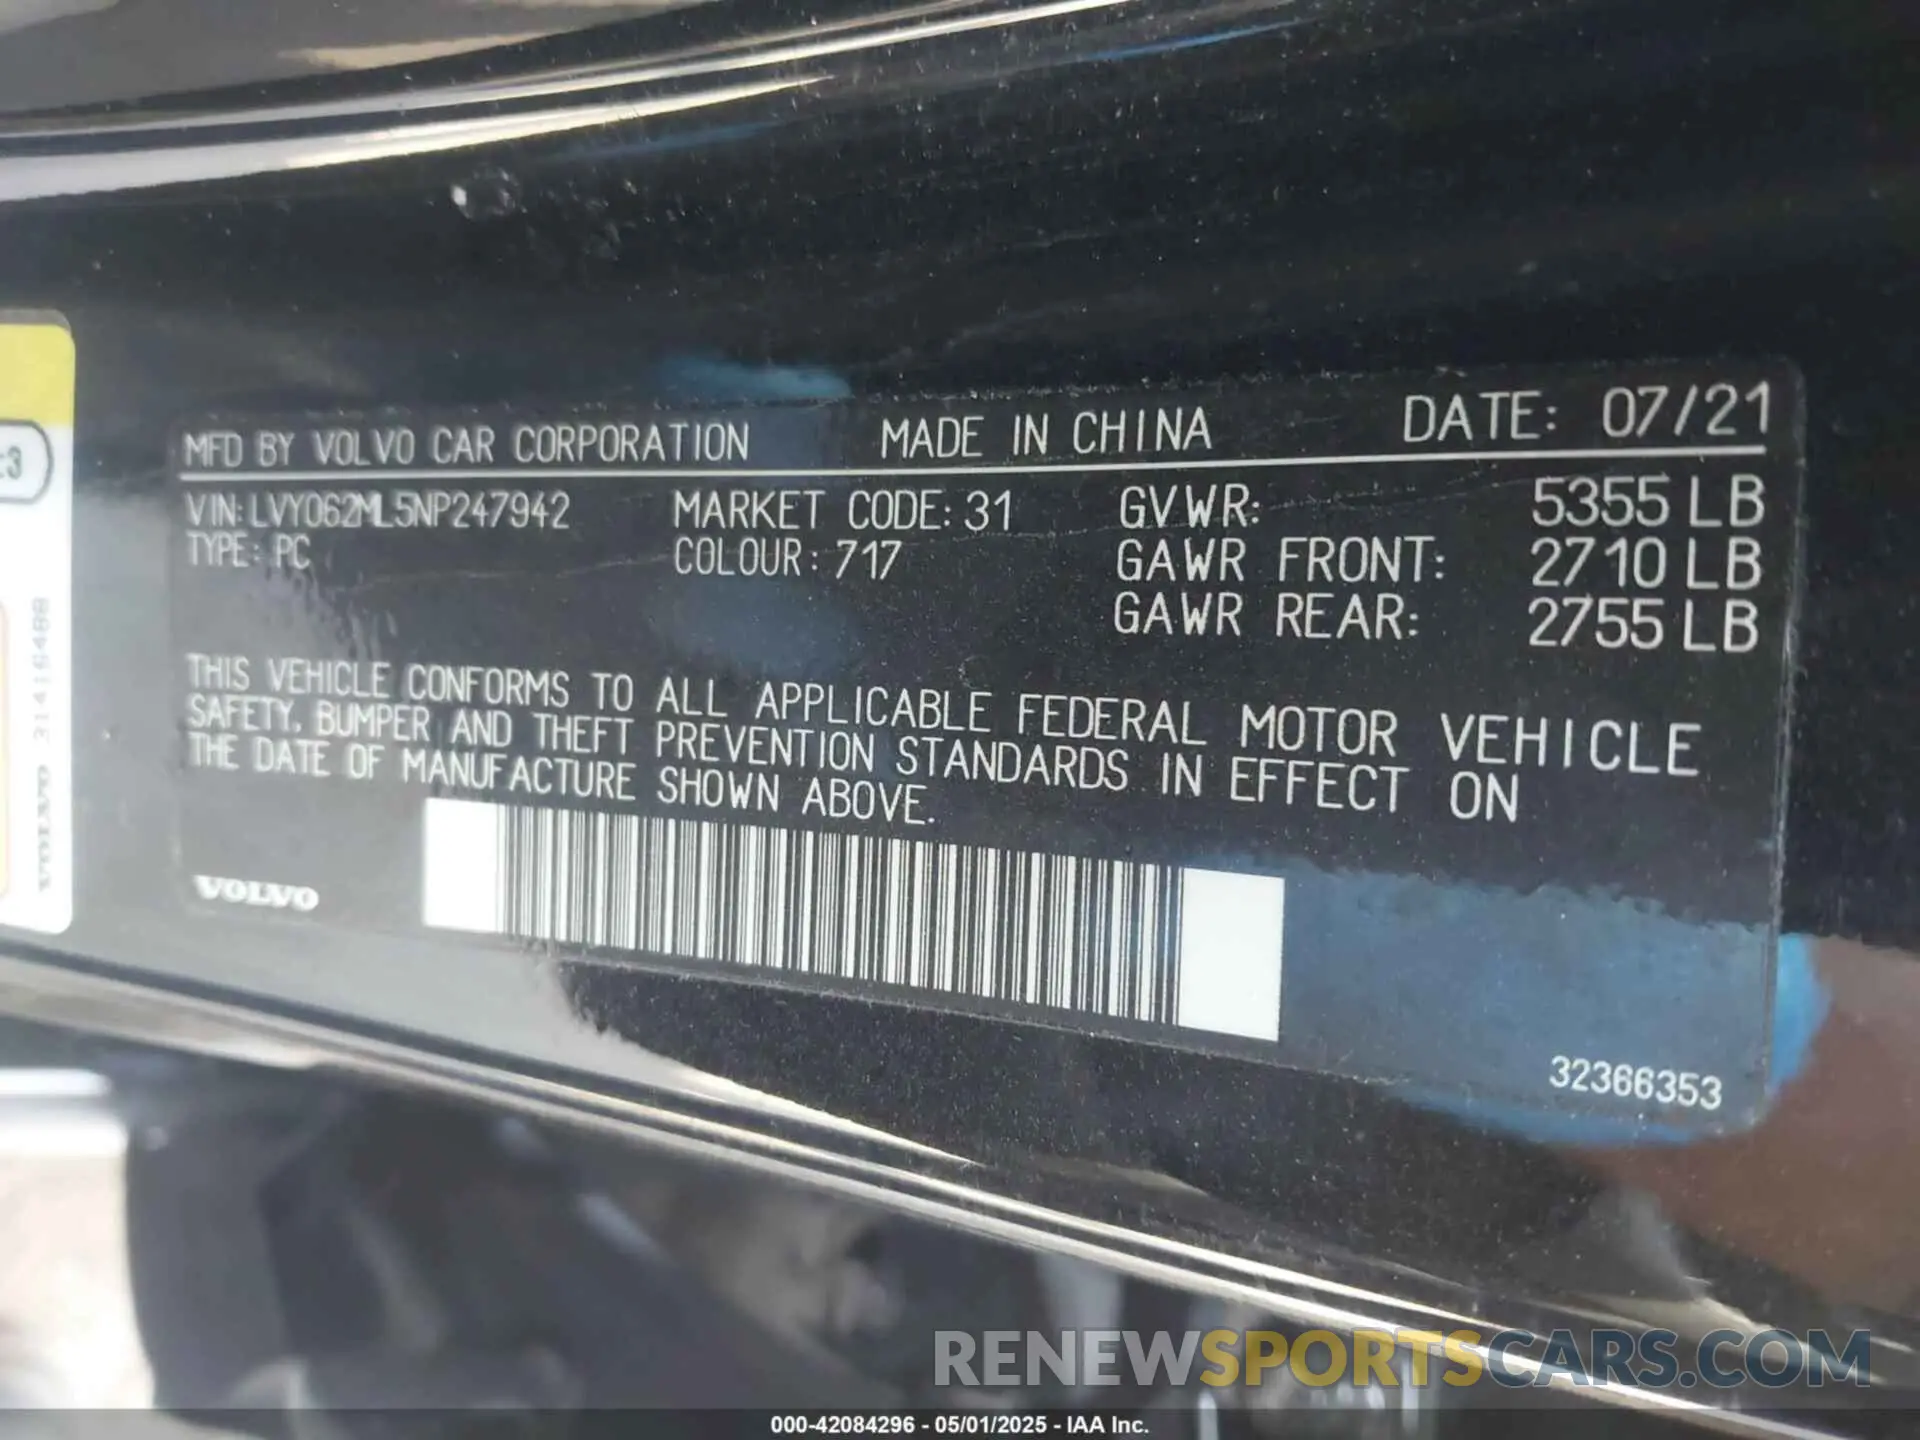 MFD BY VOLVO CAR CORPORATION MADE IN CHINA DATE: 07/21
VIN: LVY062ML5NP247942 MARKET CODE: 31 GVWR: 5355 LB
TYPE: PC COLOUR: 717 GAWR FRONT: 2710 LB
GAWR REAR: 2755 LB
THIS VEHICLE CONFORMS TO ALL APPLICABLE FEDERAL MOTOR VEHICLE
SAFETY, BUMPER AND THEFT PREVENTION STANDARDS IN EFFECT ON
THE DATE OF MANUFACTURE SHOWN ABOVE.
VOLVO
32366353
:3
VOLVO 31416488
RENEWSPORTSCARS.COM
000-42084296 - 05/01/2025 - IAA Inc.